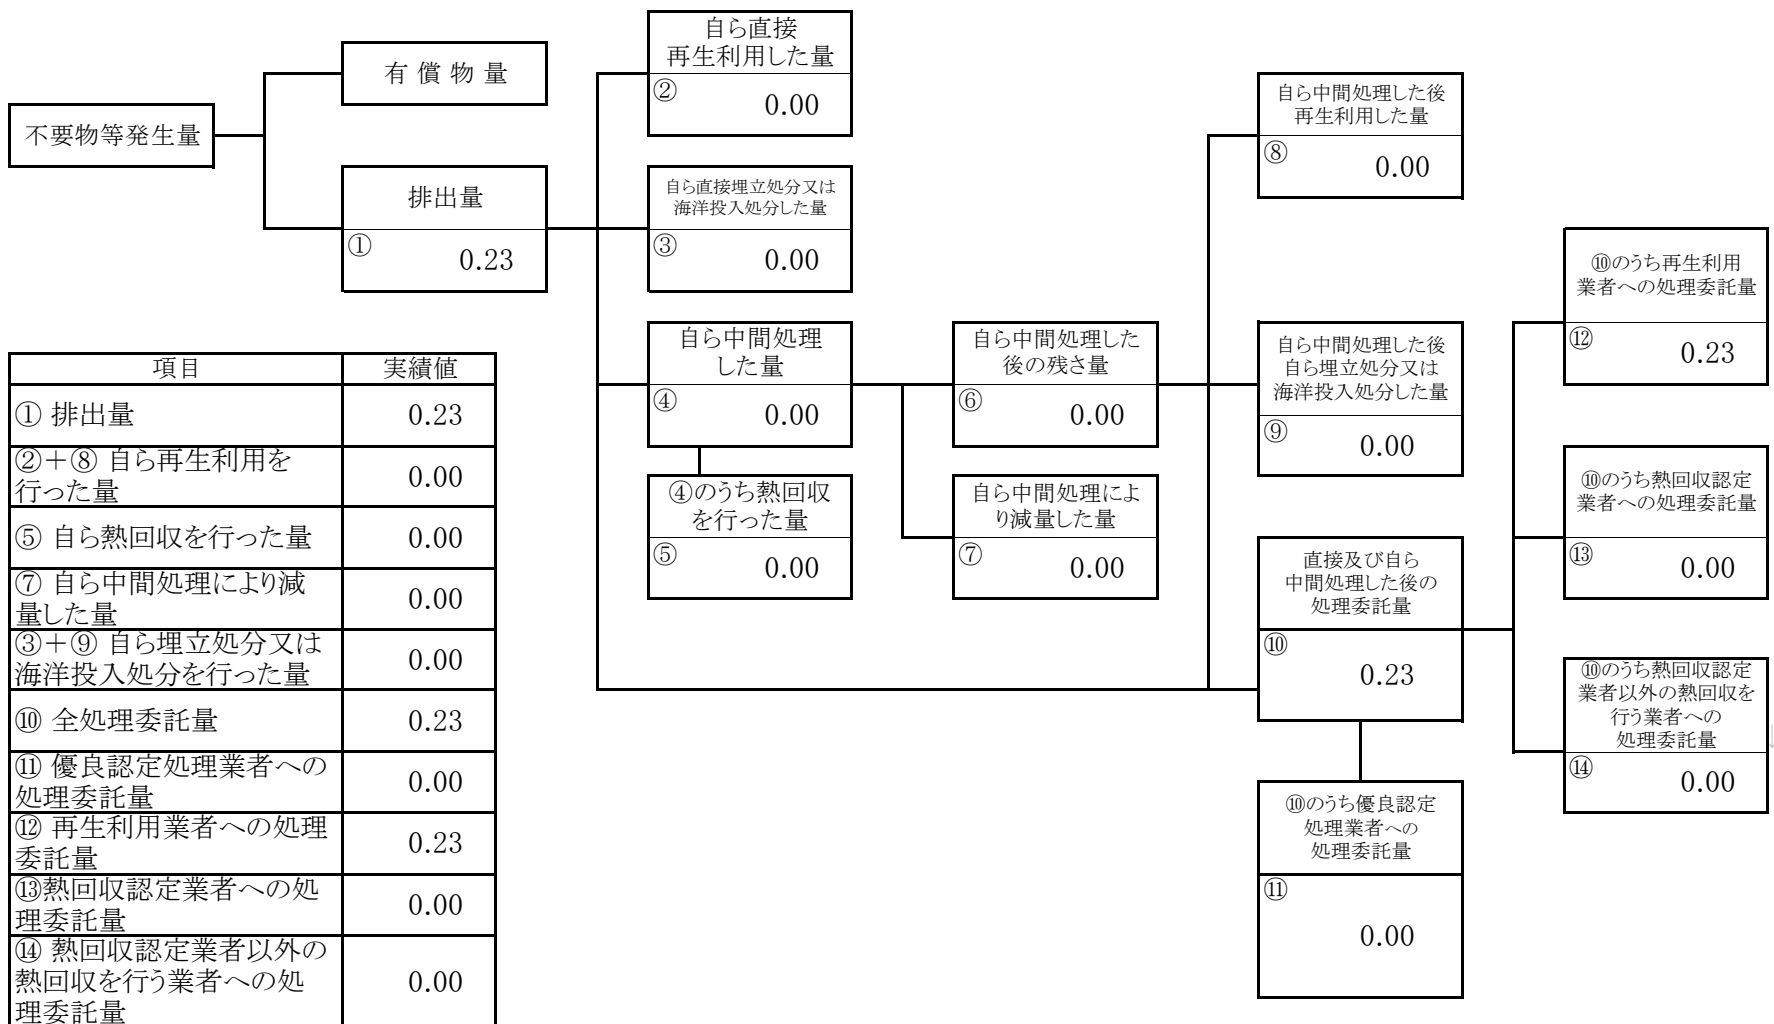 不要物等発生量
有 償 物 量
排出量
①
0.23
自ら直接
再生利用した量
②
0.00
自ら直接埋立処分又は
海洋投入処分した量
③
0.00
自ら中間処理
した量
④
0.00
④のうち熱回収
を行った量
⑤
0.00
自ら中間処理した
後の残さ量
⑥
0.00
自ら中間処理によ
り減量した量
⑦
0.00
自ら中間処理した後
再生利用した量
⑧
0.00
自ら中間処理した後
自ら埋立処分又は
海洋投入処分した量
⑨
0.00
直接及び自ら
中間処理した後の
処理委託量
⑩
0.23
⑩のうち優良認定
処理業者への
処理委託量
⑪
0.00
⑩のうち再生利用
業者への処理委託量
⑫
0.23
⑩のうち熱回収認定
業者への処理委託量
⑬
0.00
⑩のうち熱回収認定
業者以外の熱回収を
行う業者への
処理委託量
⑭
0.00
項目 実績値
① 排出量 0.23
②＋⑧ 自ら再生利用を
行った量 0.00
⑤ 自ら熱回収を行った量 0.00
⑦ 自ら中間処理により減
量した量 0.00
③＋⑨ 自ら埋立処分又は
海洋投入処分を行った量 0.00
⑩ 全処理委託量 0.23
⑪ 優良認定処理業者への
処理委託量 0.00
⑫ 再生利用業者への処理
委託量 0.23
⑬熱回収認定業者への処
理委託量 0.00
⑭ 熱回収認定業者以外の
熱回収を行う業者への処
理委託量 0.00